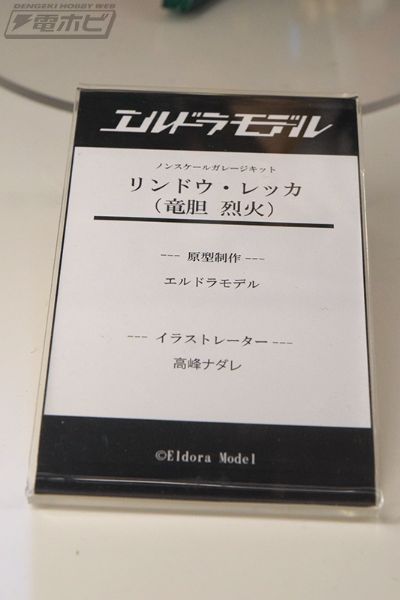 DENGEKI HOBBY WEB
電ホビ
エルドラモデル
ノンスケールガレージキット
リンドウ・レッカ
（竜胆 烈火）
--- 原型制作 ---
エルドラモデル
--- イラストレーター ---
高峰ナダレ
©Eldora Model